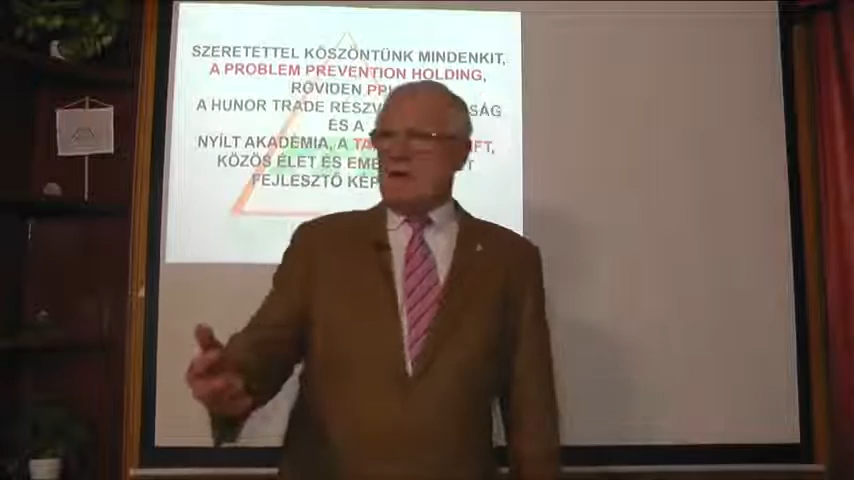 SZERETETTEL KÖSZÖNTÜNK MINDENKIT,
A PROBLEM PREVENTION HOLDING,
RÖVIDEN
A HUNOR TRADE
ÉS A
NYÍLT AKADÉMIA, A
KÖZÖS ÉLET ÉS
FEJLESZTŐ